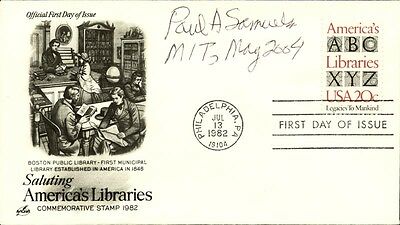 Official First Day of Issue
Paul A Samuelson
MIT, May 2004
America's
ABC
Libraries
XYZ
USA 20c
Legacies To Mankind
PHILADELPHIA, PA
JUL
13
1982
19104
FIRST DAY OF ISSUE
BOSTON PUBLIC LIBRARY - FIRST MUNICIPAL
LIBRARY ESTABLISHED IN AMERICA IN 1848
Saluting
America's Libraries
COMMEMORATIVE STAMP 1982